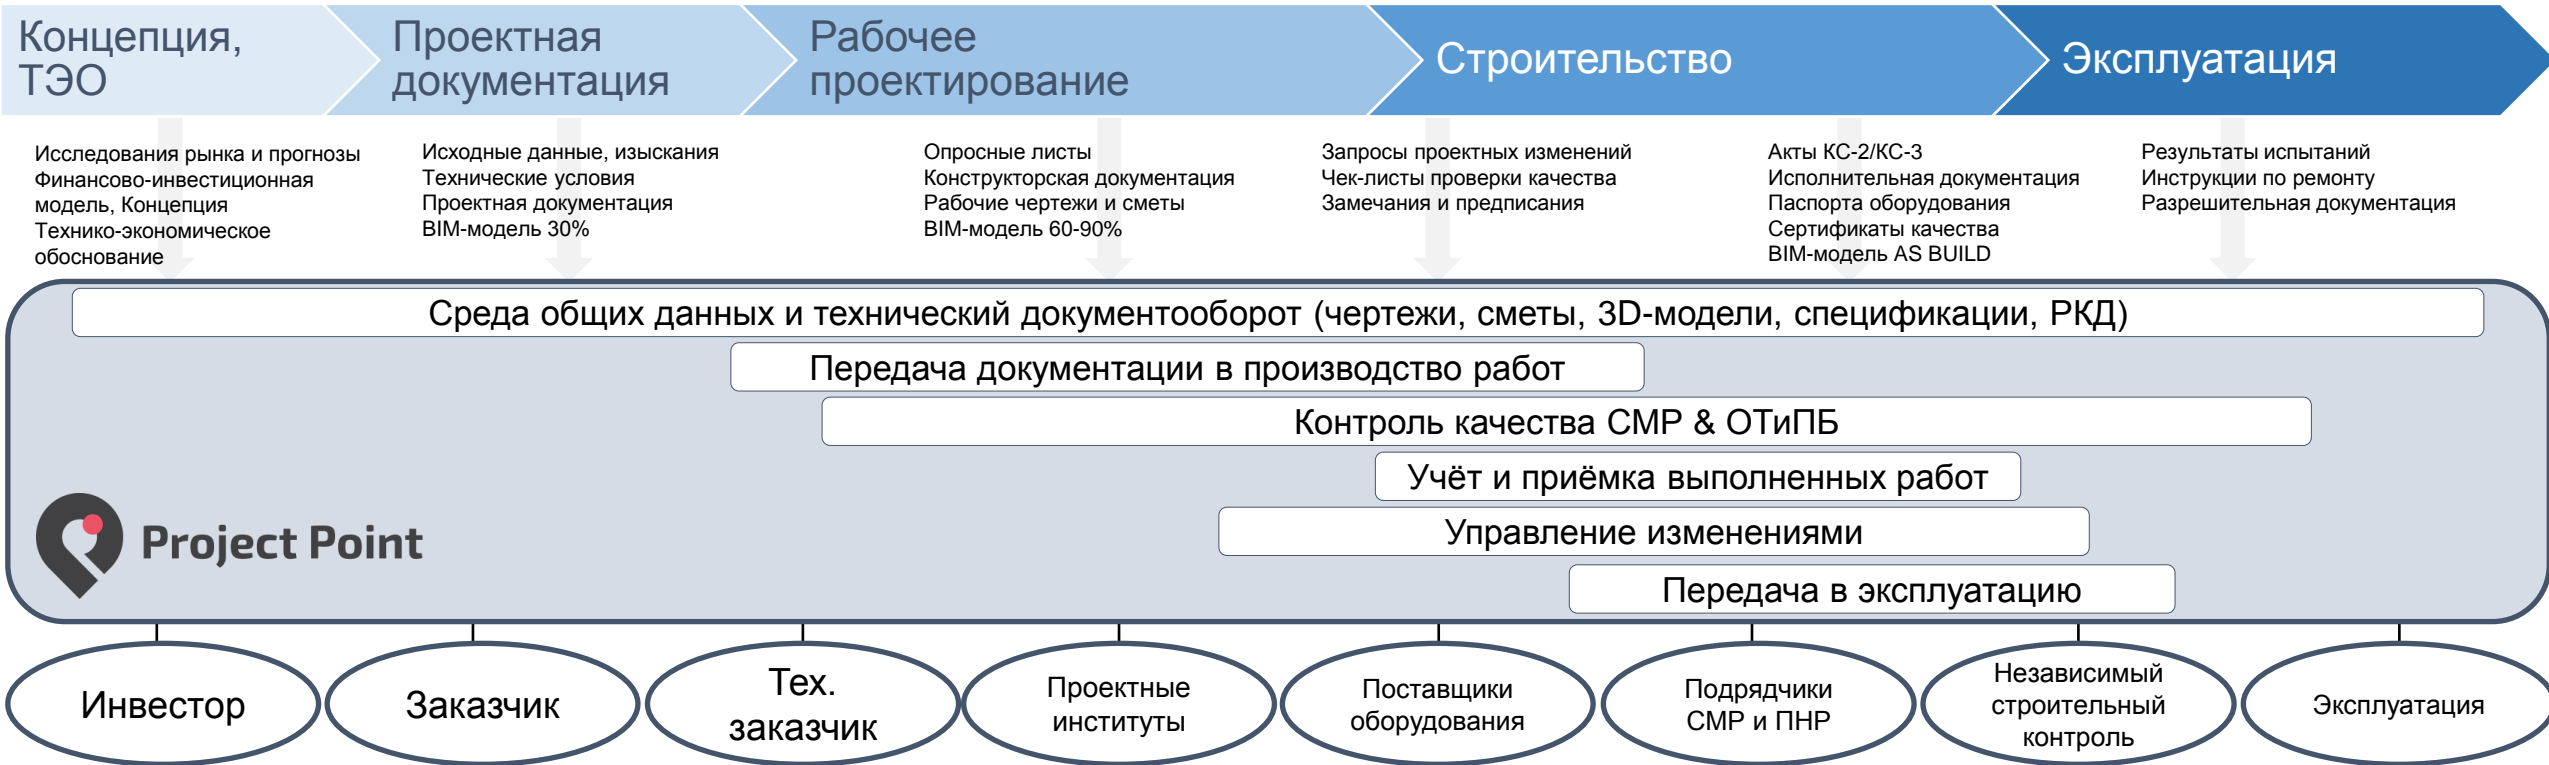 Концепция,
ТЭО
Проектная
документация
Рабочее
проектирование
Строительство
Эксплуатация
Исследования рынка и прогнозы
Финансово-инвестиционная
модель, Концепция
Технико-экономическое
обоснование
Исходные данные, изыскания
Технические условия
Проектная документация
BIM-модель 30%
Опросные листы
Конструкторская документация
Рабочие чертежи и сметы
BIM-модель 60-90%
Запросы проектных изменений
Чек-листы проверки качества
Замечания и предписания
Акты КС-2/КС-3
Исполнительная документация
Паспорта оборудования
Сертификаты качества
BIM-модель AS BUILD
Результаты испытаний
Инструкции по ремонту
Разрешительная документация
Среда общих данных и технический документооборот (чертежи, сметы, 3D-модели, спецификации, РКД)
Передача документации в производство работ
Контроль качества СМР & ОТиПБ
Учёт и приёмка выполненных работ
Управление изменениями
Передача в эксплуатацию
Project Point
Инвестор
Заказчик
Тех.
заказчик
Проектные
институты
Поставщики
оборудования
Подрядчики
СМР и ПНР
Независимый
строительный
контроль
Эксплуатация